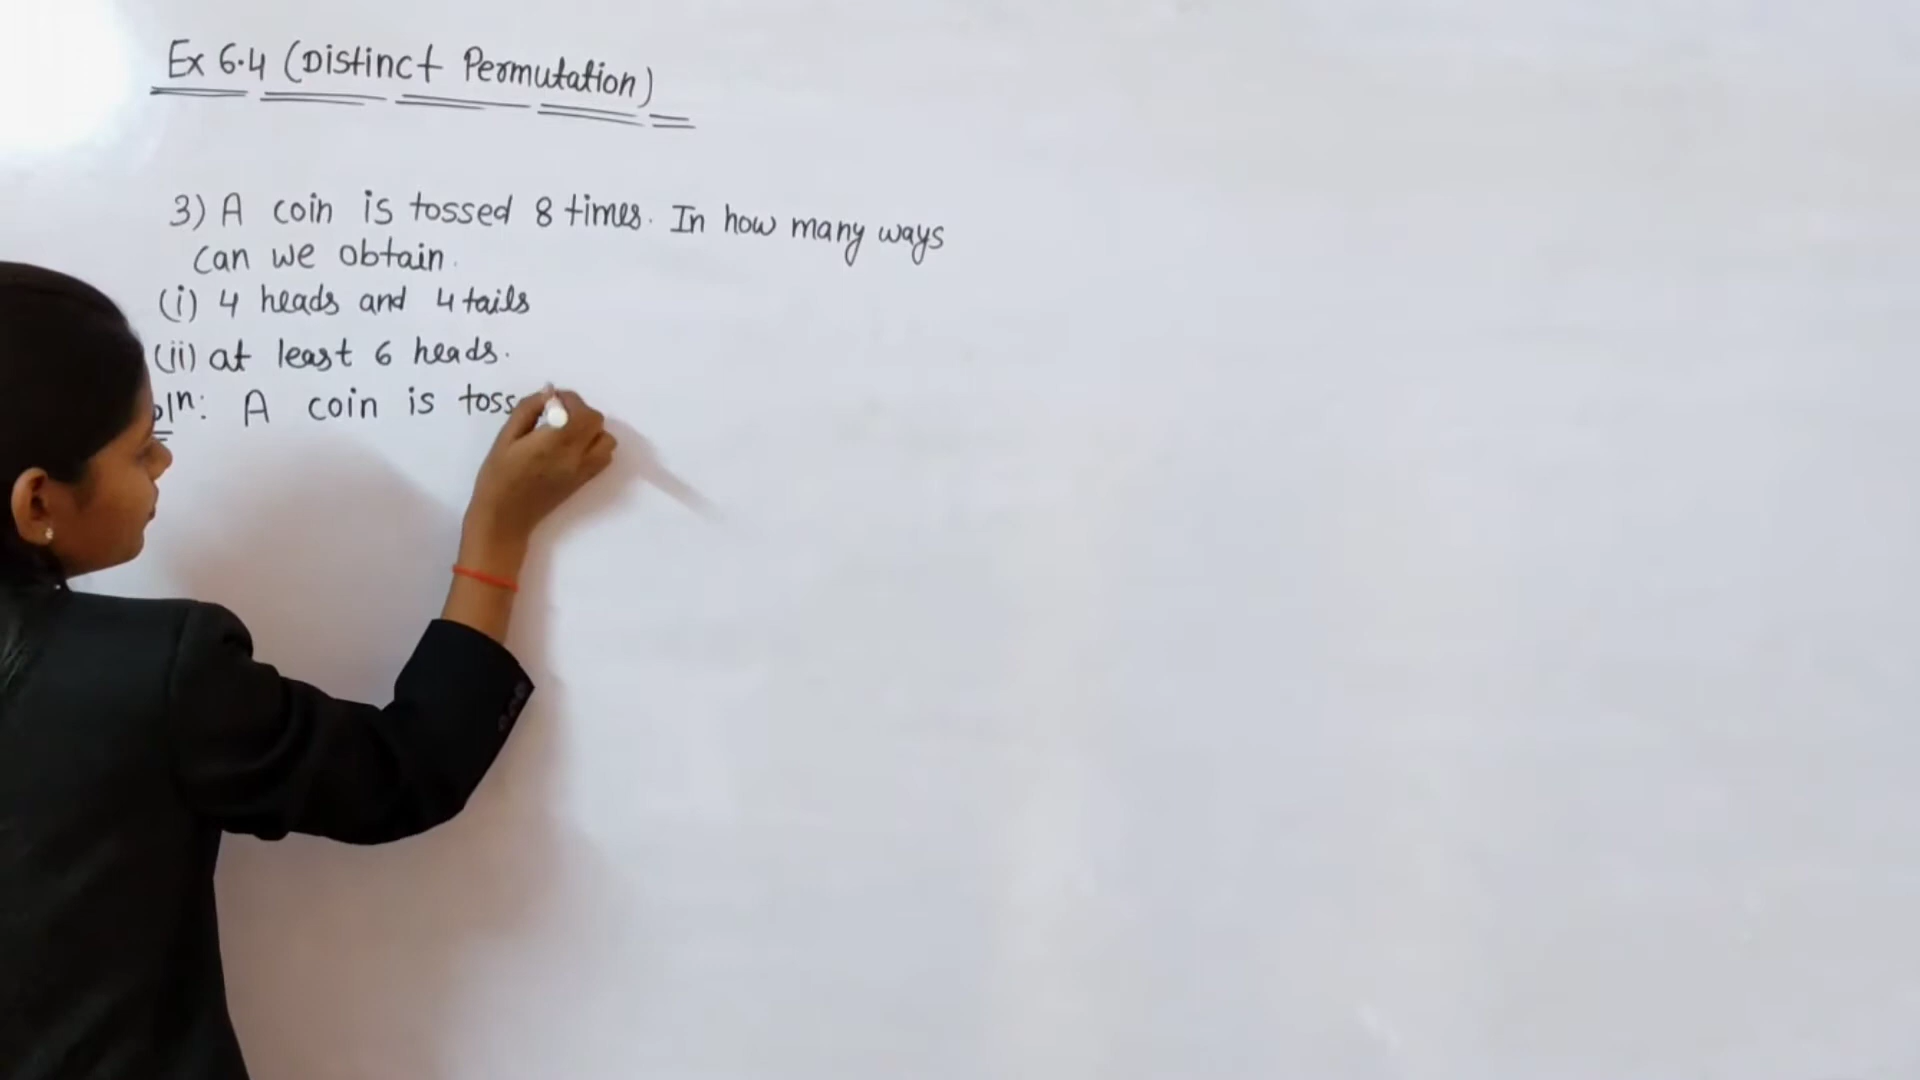 Ex 6.4 (Distinct Permutation)
3) A coin is tossed 8 times. In how many ways
can we obtain.
(i) 4 heads and 4 tails
(ii) at least 6 heads.
A coin is